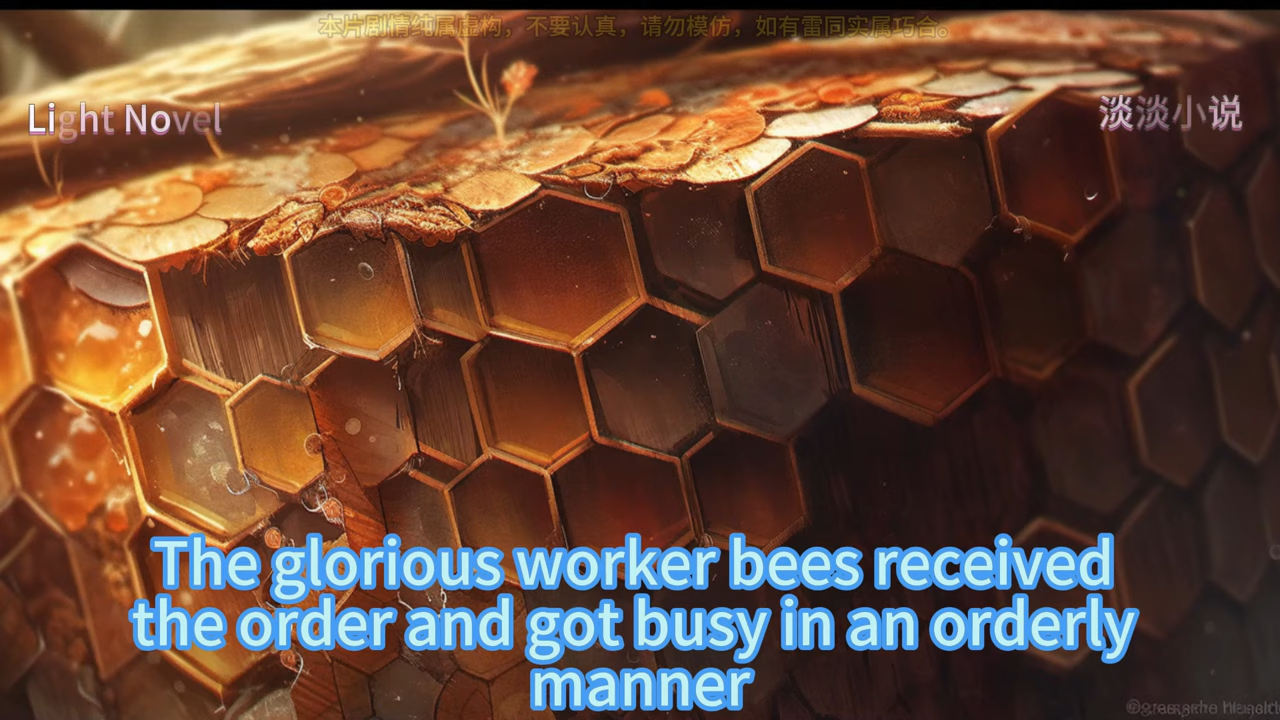 本片剧情纯属虚构，不要认真，请勿模仿，如有雷同实属巧合。
Light Novel
淡淡小说
The glorious worker bees received
the order and got busy in an orderly
manner